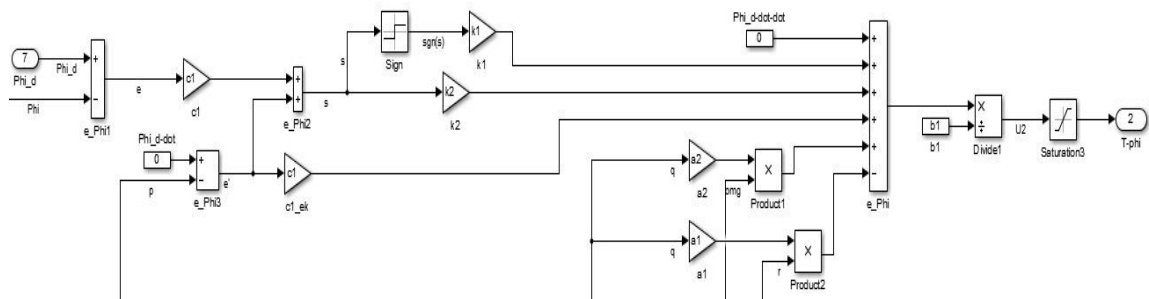 Phi_d-dot-dot
0
k1
sgn(s)
Sign
k1
7
Phi_d
Phi_d
+
−
Phi
e
e_Phi1
c1
c1
+
+
e_Phi2
s
s
k2
k2
Phi_d-dot
0
+
−
p
e'
e_Phi3
c1
c1_ek
a2
q
a2
omg
X
Product1
a1
q
a1
r
X
Product2
+
+
+
+
+
−
e_Phi
b1
b1
X
÷
Divide1
U2
Saturation3
2
T-phi